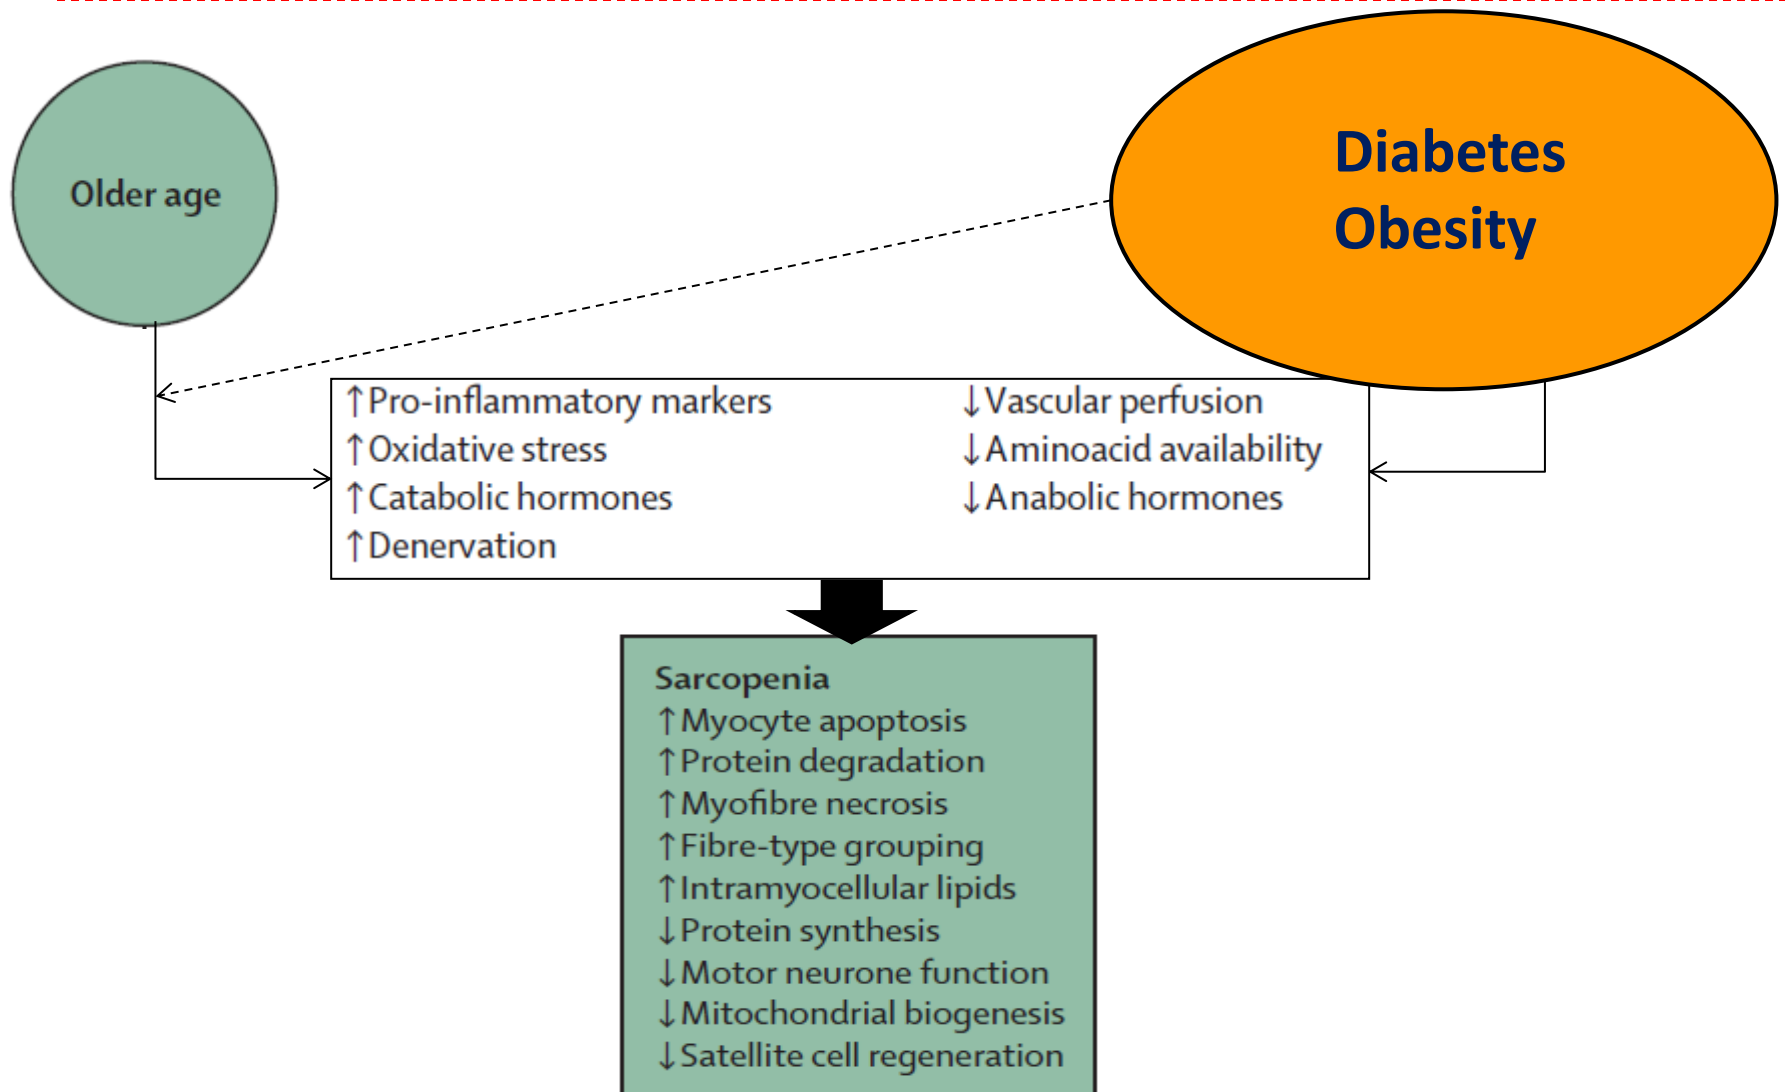 Older age
Diabetes
Obesity
↑Pro-inflammatory markers
↑Oxidative stress
↑Catabolic hormones
↑Denervation
↓Vascular perfusion
↓Aminoacid availability
↓Anabolic hormones
Sarcopenia
↑Myocyte apoptosis
↑Protein degradation
↑Myofibre necrosis
↑Fibre-type grouping
↑Intramyocellular lipids
↓Protein synthesis
↓Motor neurone function
↓Mitochondrial biogenesis
↓Satellite cell regeneration